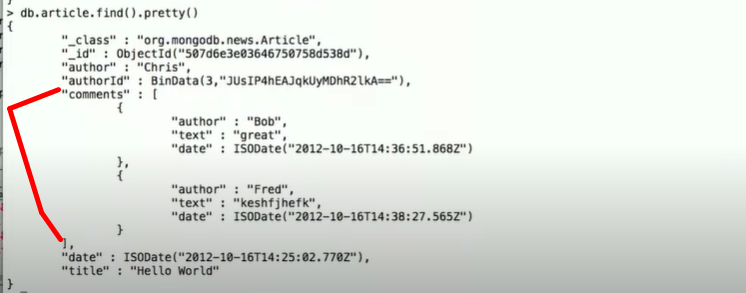 > db.article.find().pretty()
{
"_class" : "org.mongodb.news.Article",
"_id" : ObjectId("507d6e3e03646750758d538d"),
"author" : "Chris",
"authorId" : BinData(3,"JUsIP4hEAJqkUyMDhR2lkA=="),
"comments" : [
{
"author" : "Bob",
"text" : "great",
"date" : ISODate("2012-10-16T14:36:51.868Z")
},
{
"author" : "Fred",
"text" : "keshfjhefk",
"date" : ISODate("2012-10-16T14:38:27.565Z")
}
],
"date" : ISODate("2012-10-16T14:25:02.770Z"),
"title" : "Hello World"
}